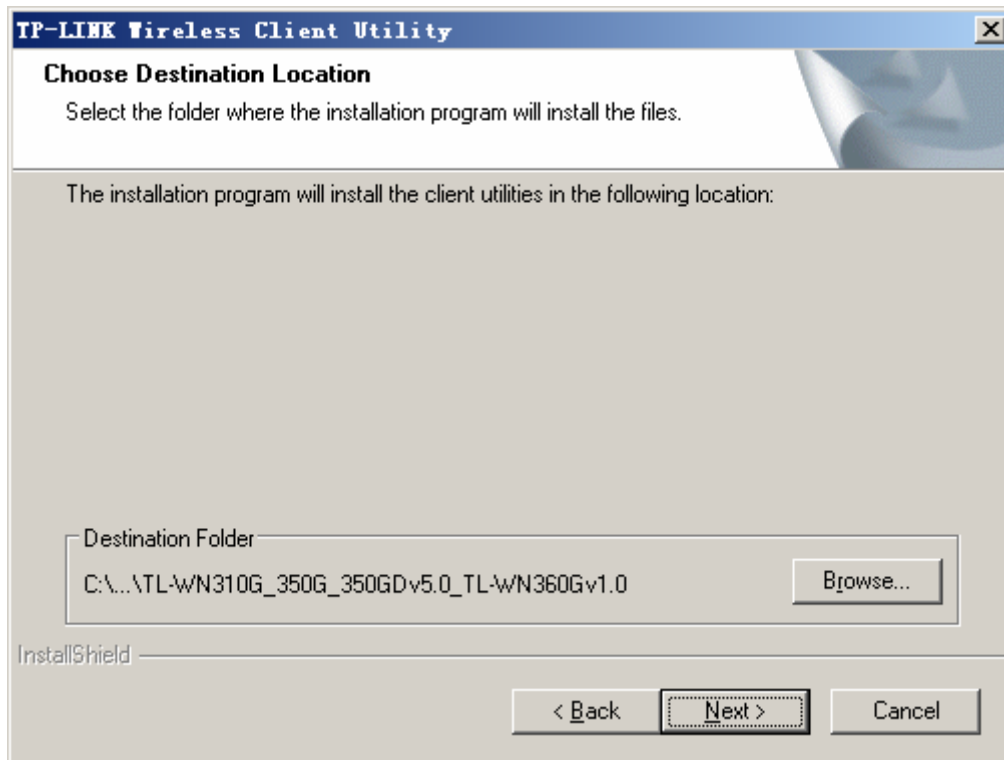 TP-LINK Wireless Client Utility
Choose Destination Location
Select the folder where the installation program will install the files.
The installation program will install the client utilities in the following location:
Destination Folder
C:\...\TL-WN310G_350G_350GDv5.0_TL-WN360Gv1.0
Browse...
InstallShield
< Back
Next >
Cancel